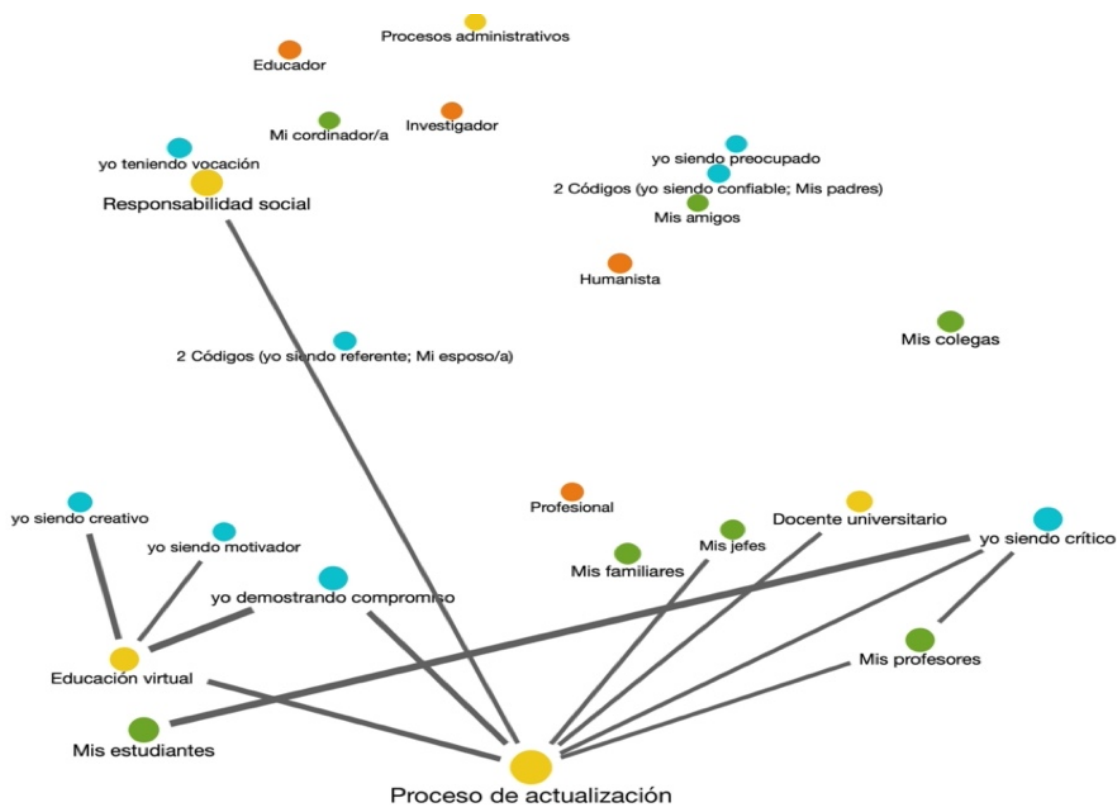 Procesos administrativos
Educador
Investigador
Mi cordinador/a
yo teniendo vocación
yo siendo preocupado
2 Códigos (yo siendo confiable; Mis padres)
Responsabilidad social
Mis amigos
Humanista
Mis colegas
2 Códigos (yo siendo referente; Mi esposo/a)
Profesional
yo siendo creativo
Docente universitario
yo siendo motivador
Mis jefes
yo siendo crítico
Mis familiares
yo demostrando compromiso
Mis profesores
Educación virtual
Mis estudiantes
Proceso de actualización